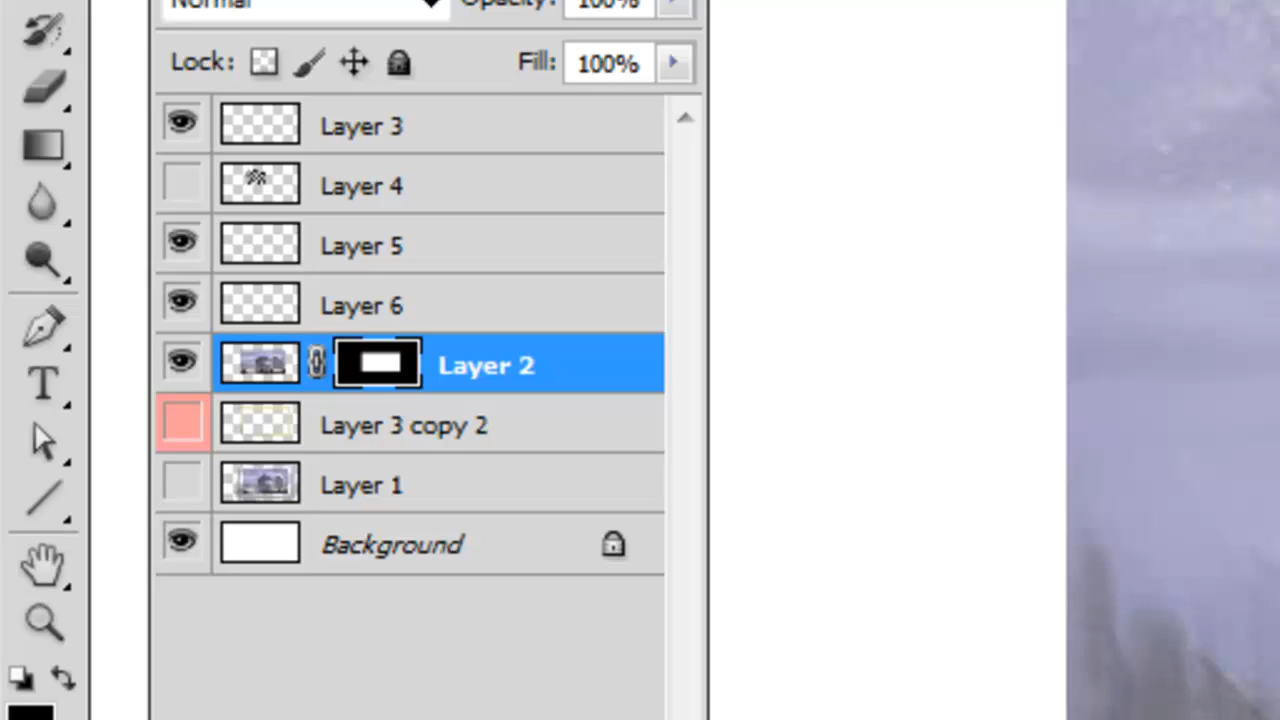 Normal Opacity: 100%
Lock: Fill: 100%
Layer 3
Layer 4
Layer 5
Layer 6
Layer 2
Layer 3 copy 2
Layer 1
Background
T